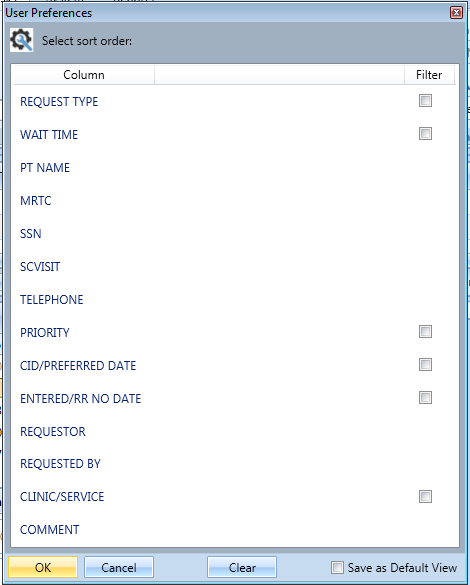 User Preferences
Select sort order:
Column Filter
REQUEST TYPE
WAIT TIME
PT NAME
MRTC
SSN
SCVISIT
TELEPHONE
PRIORITY
CID/PREFERRED DATE
ENTERED/RR NO DATE
REQUESTOR
REQUESTED BY
CLINIC/SERVICE
COMMENT
OK Cancel Clear Save as Default View